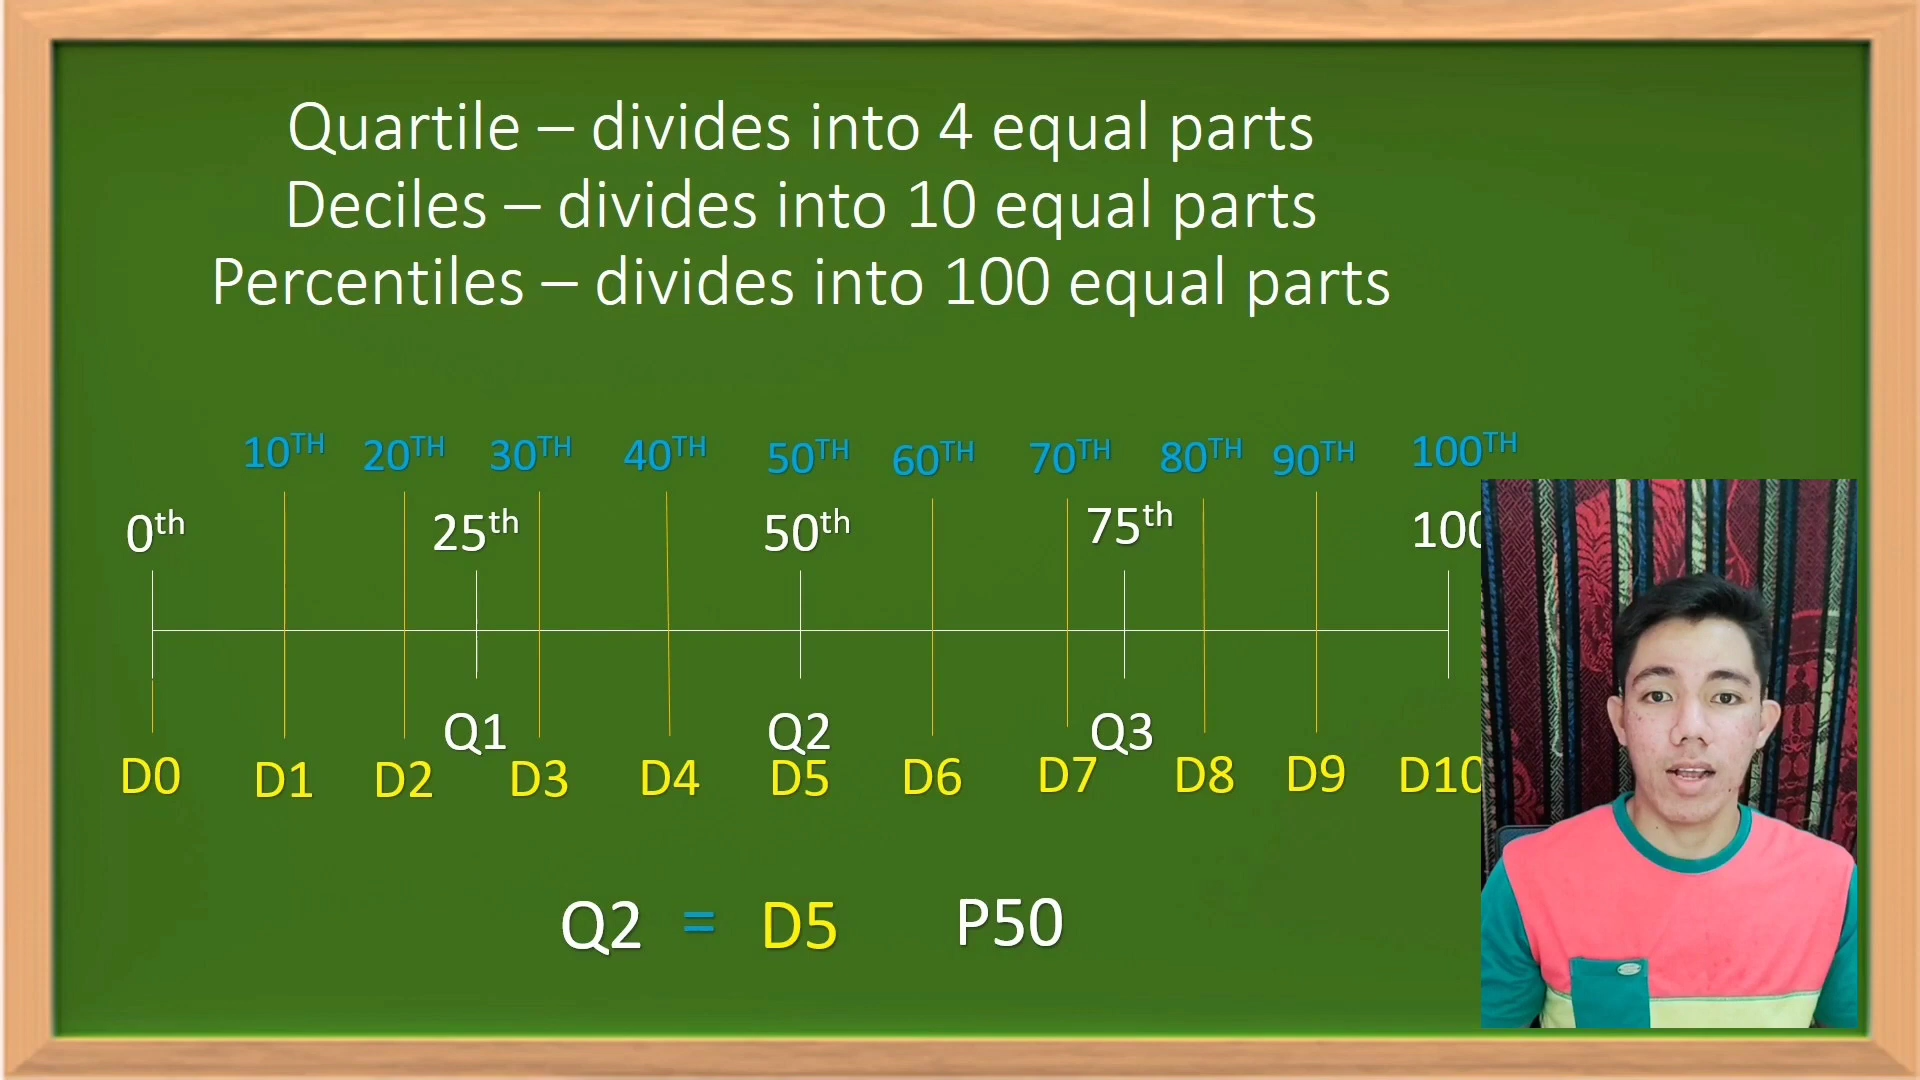 Quartile – divides into 4 equal parts
Deciles – divides into 10 equal parts
Percentiles – divides into 100 equal parts
10TH 20TH 30TH 40TH 50TH 60TH 70TH 80TH 90TH 100TH
0th 25th 50th 75th 100
Q1 Q2 Q3
D0 D1 D2 D3 D4 D5 D6 D7 D8 D9 D10
Q2 = D5 P50